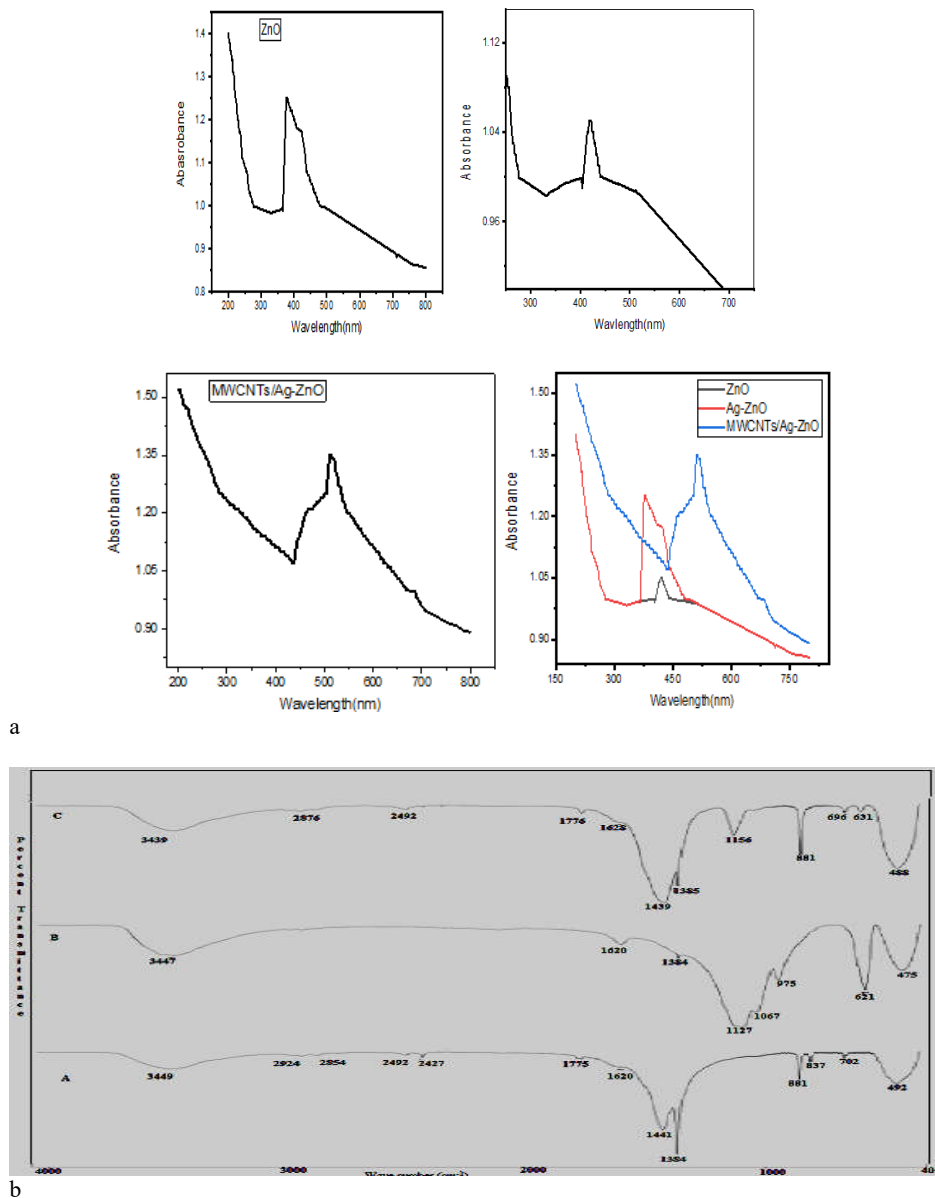 ZnO
1.4
1.3
1.2
1.1
1.0
0.9
0.8
Abasrobance
200 300 400 500 600 700 800
Wavelength(nm)
1.12
1.04
0.96
Absorbance
300 400 500 600 700
Wavlength(nm)
MWCNTs/Ag-ZnO
1.50
1.35
1.20
1.05
0.90
Absorbance
200 300 400 500 600 700 800
Wavelength(nm)
ZnO
Ag-ZnO
MWCNTs/Ag-ZnO
1.50
1.35
1.20
1.05
0.90
Absorbance
150 300 450 600 750
Wavelength(nm)
a
Percent Transmittance
C
3439 2876 2492 1776 1628 1439 1385 1156 881 696 631 488
B
3447 1620 1384 1127 1067 975 621 475
A
3449 2924 2854 2492 2427 1775 1620 1441 1384 881 837 702 492
4000 3000 2000 1000 40
b